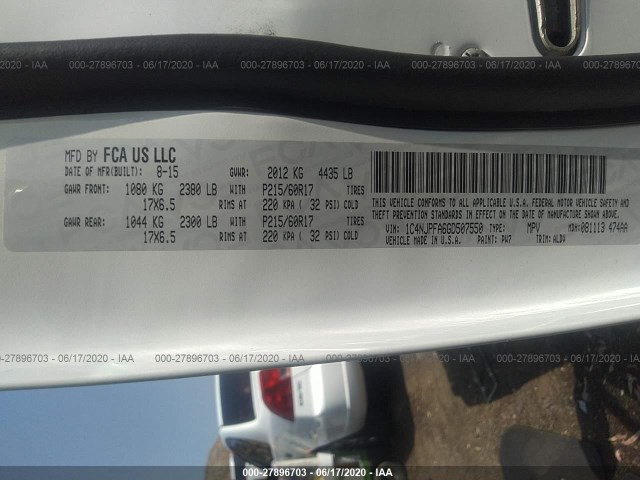 000-27896703 - 06/17/2020 - IAA
MFD BY FCA US LLC
DATE OF MFR(BUILT): 8-15 GVWR: 2012 KG 4435 LB
GAWR FRONT: 1080 KG 2380 LB WITH P215/60R17 TIRES
17X6.5 RIMS AT 220 KPA ( 32 PSI) COLD
GAWR REAR: 1044 KG 2300 LB WITH P215/60R17 TIRES
17X6.5 RIMS AT 220 KPA ( 32 PSI) COLD
THIS VEHICLE CONFORMS TO ALL APPLICABLE U.S.A. FEDERAL MOTOR VEHICLE SAFETY AND
THEFT PREVENTION STANDARDS IN EFFECT ON THE DATE OF MANUFACTURE SHOWN ABOVE.
VIN: 1C4NJPFA6GD507550 TYPE: MPV MDH:081113 474AA
VEHICLE MADE IN U.S.A. PAINT: PW7 TRIM: ALDV
000-27896703 - 06/17/2020 - IAA
000-27896703 - 06/17/2020 - IAA